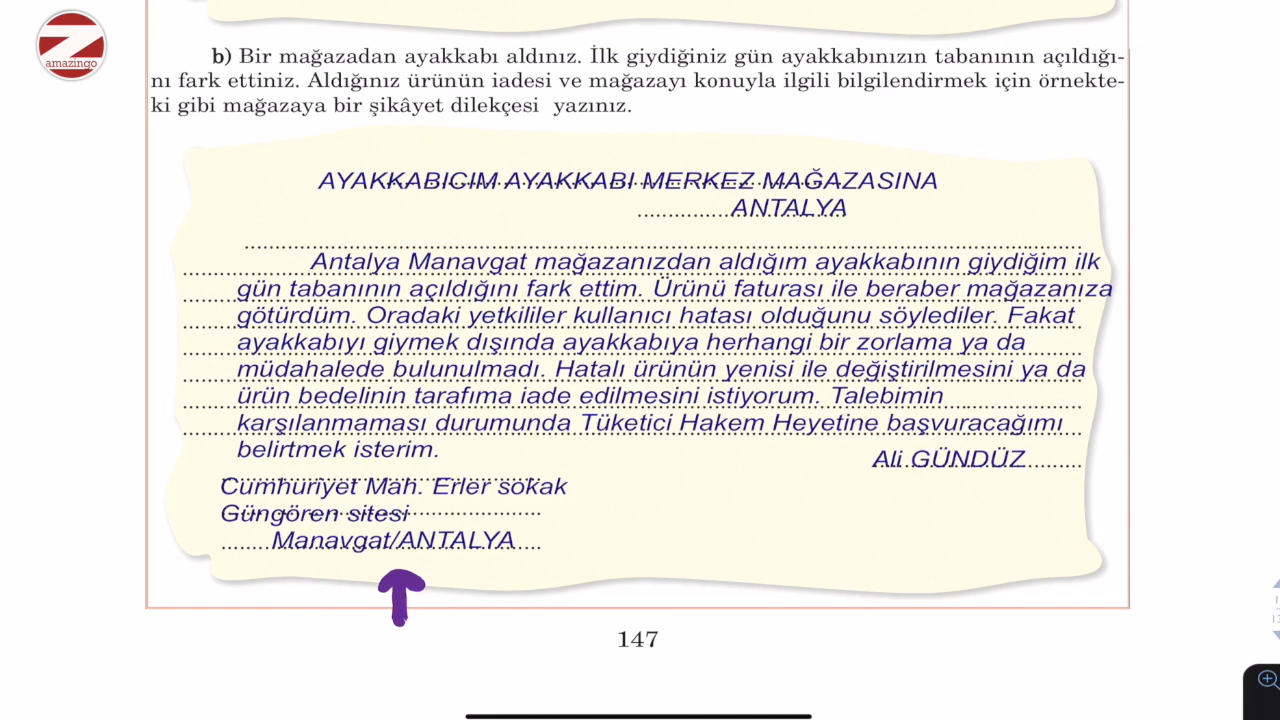 amazingo
b) Bir mağazadan ayakkabı aldınız. İlk giydiğiniz gün ayakkabınızın tabanının açıldığı-
nı fark ettiniz. Aldığınız ürünün iadesi ve mağazayı konuyla ilgili bilgilendirmek için örnekte-
ki gibi mağazaya bir şikâyet dilekçesi yazınız.
AYAKKABICIM AYAKKABI MERKEZ MAĞAZASINA
ANTALYA
Antalya Manavgat mağazanızdan aldığım ayakkabının giydiğim ilk
gün tabanının açıldığını fark ettim. Ürünü faturası ile beraber mağazanıza
götürdüm. Oradaki yetkililer kullanıcı hatası olduğunu söylediler. Fakat
ayakkabıyı giymek dışında ayakkabıya herhangi bir zorlama ya da
müdahalede bulunulmadı. Hatalı ürünün yenisi ile değiştirilmesini ya da
ürün bedelinin tarafıma iade edilmesini istiyorum. Talebimin
karşılanmaması durumunda Tüketici Hakem Heyetine başvuracağımı
belirtmek isterim.
Ali GÜNDÜZ
Cumhuriyet Mah. Erler sokak
Güngören sitesi
Manavgat/ANTALYA
147